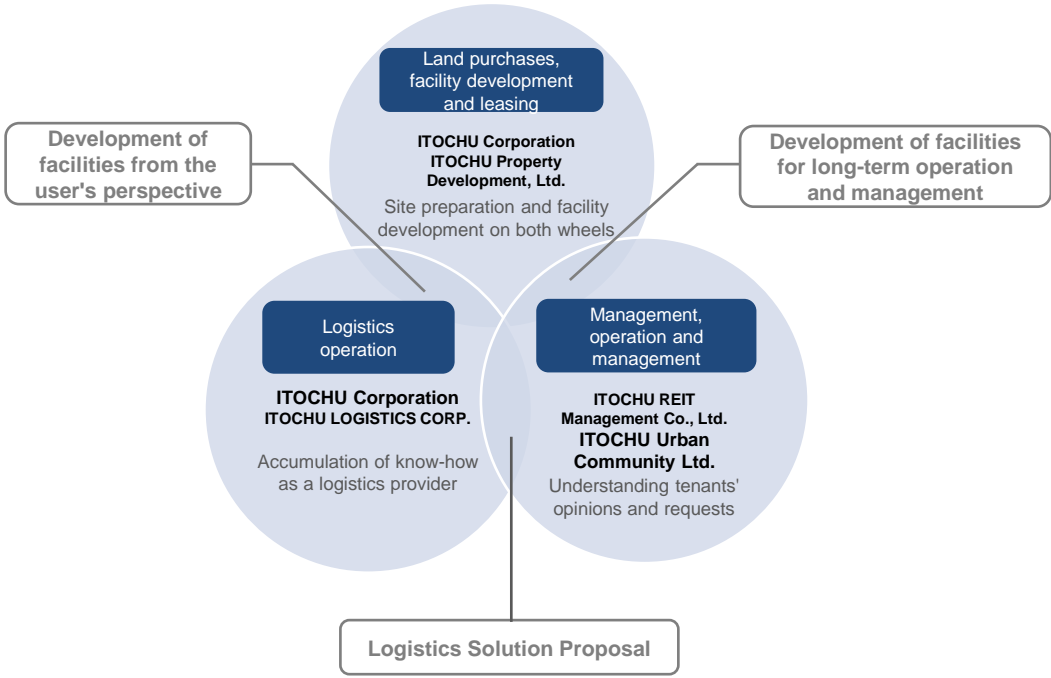 Land purchases,
facility development
and leasing
ITOCHU Corporation
ITOCHU Property
Development, Ltd.
Site preparation and facility
development on both wheels
Development of
facilities from the
user's perspective
Development of facilities
for long-term operation
and management
Logistics
operation
ITOCHU Corporation
ITOCHU LOGISTICS CORP.
Accumulation of know-how
as a logistics provider
Management,
operation and
management
ITOCHU REIT
Management Co., Ltd.
ITOCHU Urban
Community Ltd.
Understanding tenants'
opinions and requests
Logistics Solution Proposal